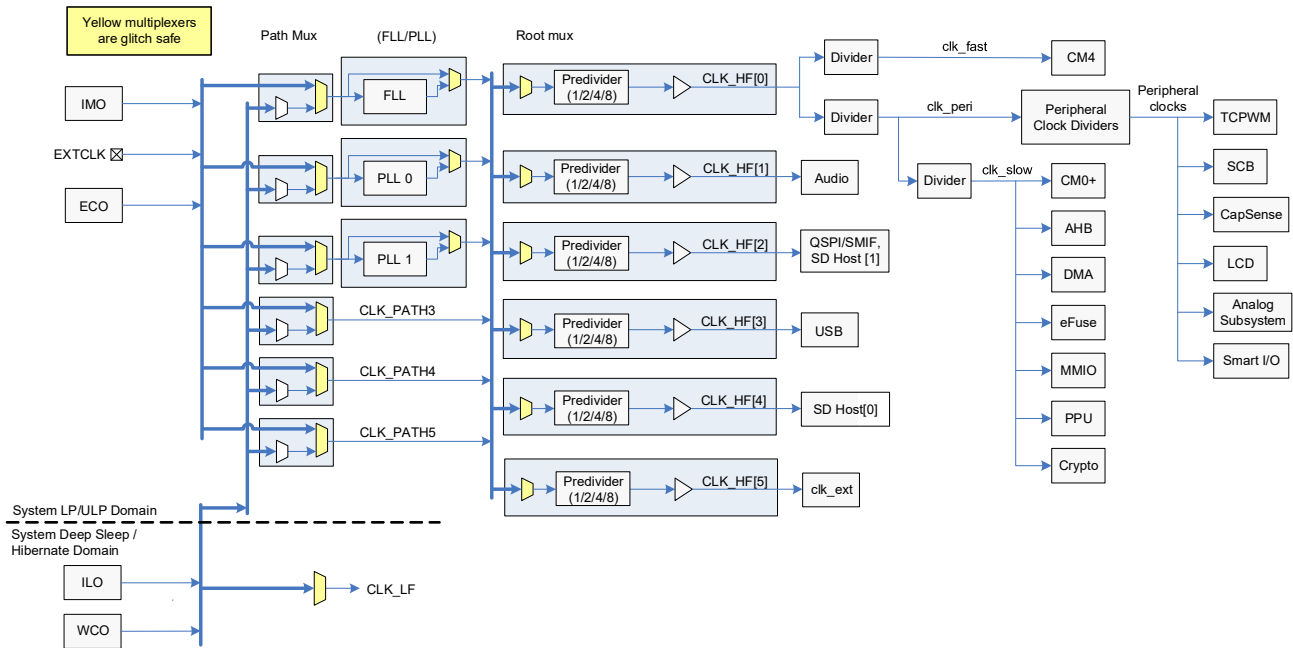 Yellow multiplexers
are glitch safe
Path Mux
(FLL/PLL)
Root mux
IMO
EXTCLK
ECO
FLL
PLL 0
PLL 1
CLK_PATH3
CLK_PATH4
CLK_PATH5
Predivider
(1/2/4/8)
CLK_HF[0]
Predivider
(1/2/4/8)
CLK_HF[1]
Audio
Predivider
(1/2/4/8)
CLK_HF[2]
QSPI/SMIF,
SD Host [1]
Predivider
(1/2/4/8)
CLK_HF[3]
USB
Predivider
(1/2/4/8)
CLK_HF[4]
SD Host[0]
Predivider
(1/2/4/8)
CLK_HF[5]
clk_ext
Divider
clk_fast
CM4
Divider
clk_peri
Peripheral
Clock Dividers
Peripheral
clocks
Divider
clk_slow
CM0+
AHB
DMA
eFuse
MMIO
PPU
Crypto
TCPWM
SCB
CapSense
LCD
Analog
Subsystem
Smart I/O
System LP/ULP Domain
System Deep Sleep /
Hibernate Domain
ILO
WCO
CLK_LF